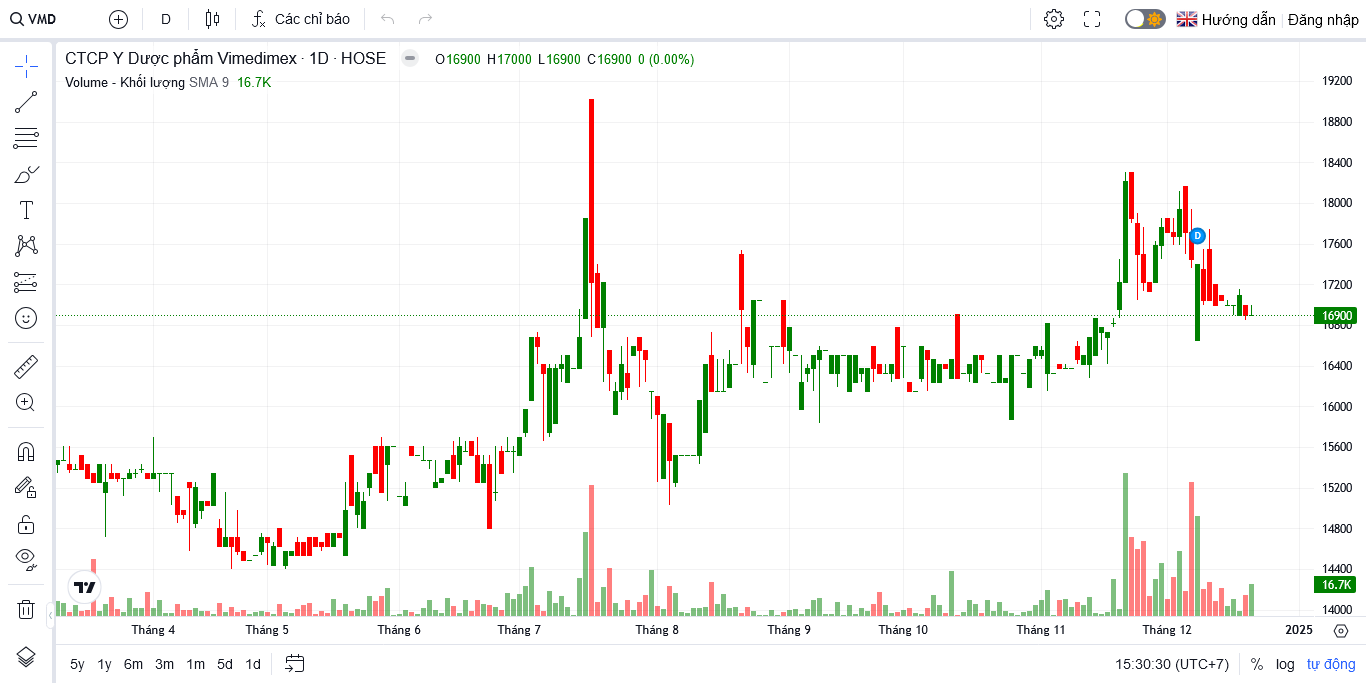 VMD D Các chỉ báo Hướng dẫn Đăng nhập
CTCP Y Dược phẩm Vimedimex · 1D · HOSE O16900 H17000 L16900 C16900 0 (0.00%)
Volume - Khối lượng SMA 9 16.7K
19200
18800
18400
18000
D
17600
17200
16900
16800
16400
16000
15600
15200
14800
14400
16.7K
14000
Tháng 4 Tháng 5 Tháng 6 Tháng 7 Tháng 8 Tháng 9 Tháng 10 Tháng 11 Tháng 12 2025
5y 1y 6m 3m 1m 5d 1d 15:30:30 (UTC+7) % log tự động